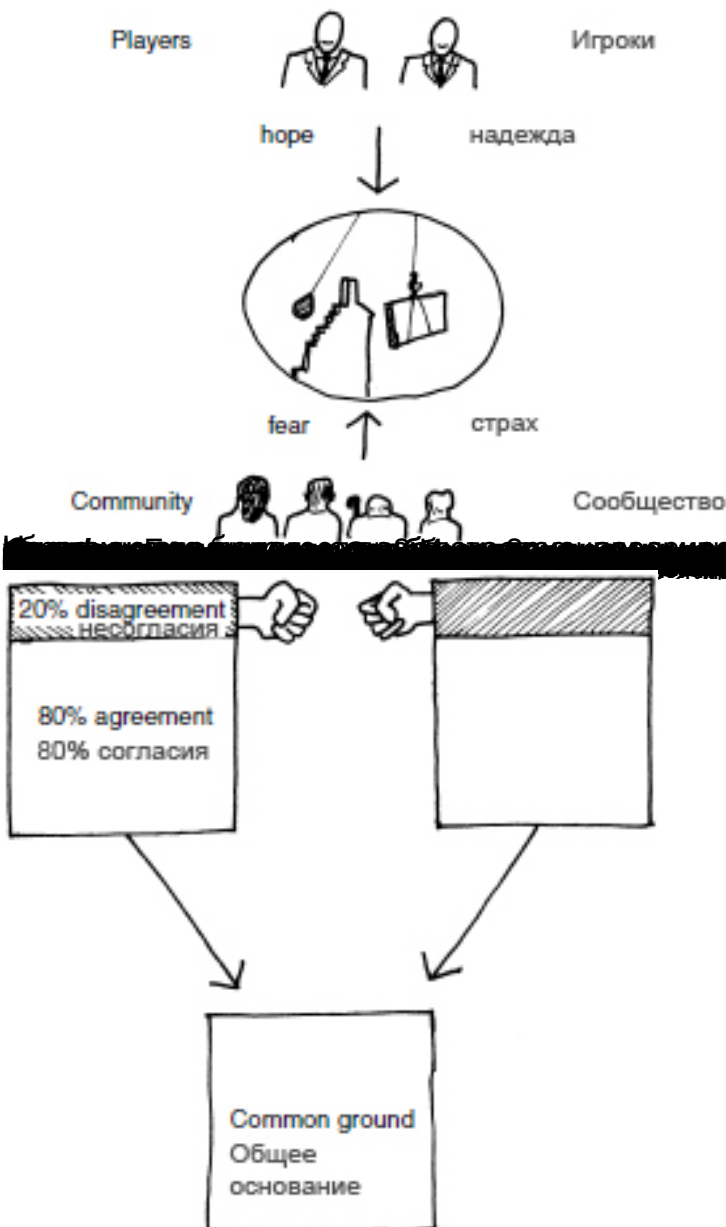 Players Игроки
hope надежда
fear страх
Community Сообщество
20% disagreement
несогласия
80% agreement
80% согласия
Common ground
Общее
основание